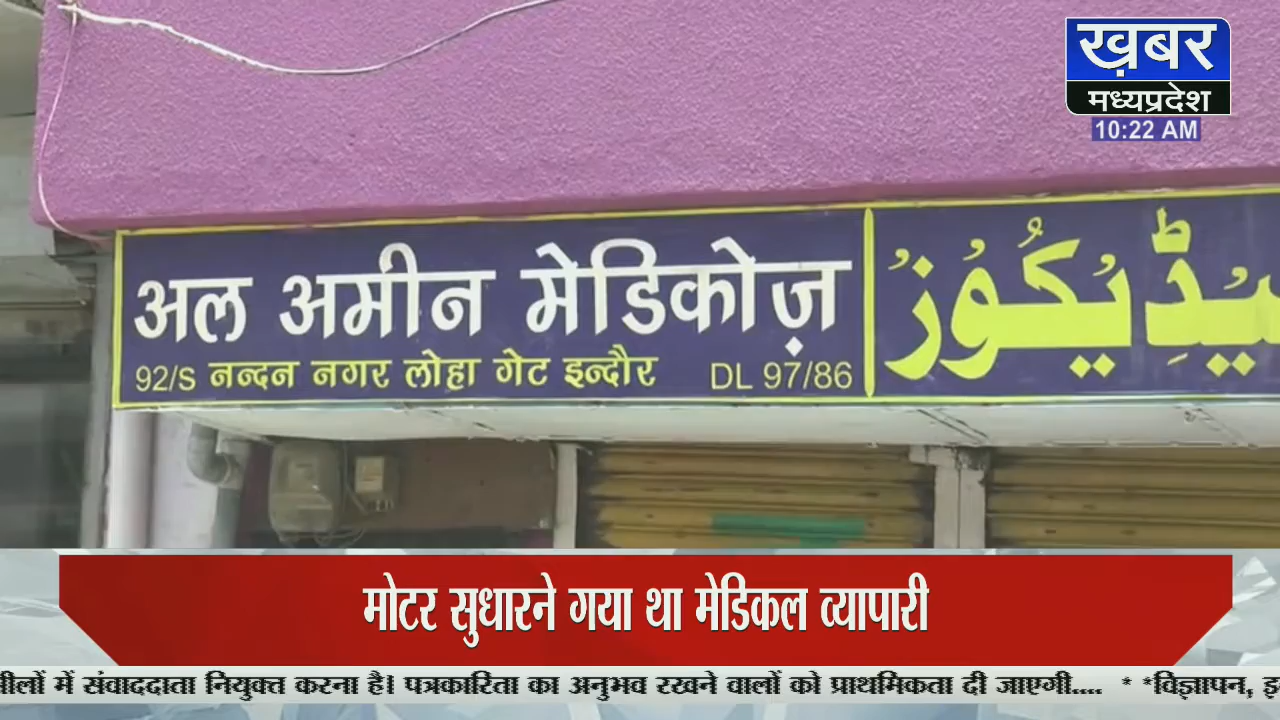 ख़बर
मध्यप्रदेश
10:22 AM
अल अमीन मेडिकोज़
92/S नन्दन नगर लोहा गेट इन्दौर DL 97/86
मोटर सुधारने गया था मेडिकल व्यापारी
में संवाददाता नियुक्त करना है। पत्रकारिता का अनुभव रखने वालों को प्राथमिकता दी जाएगी.... * *विज्ञापन,